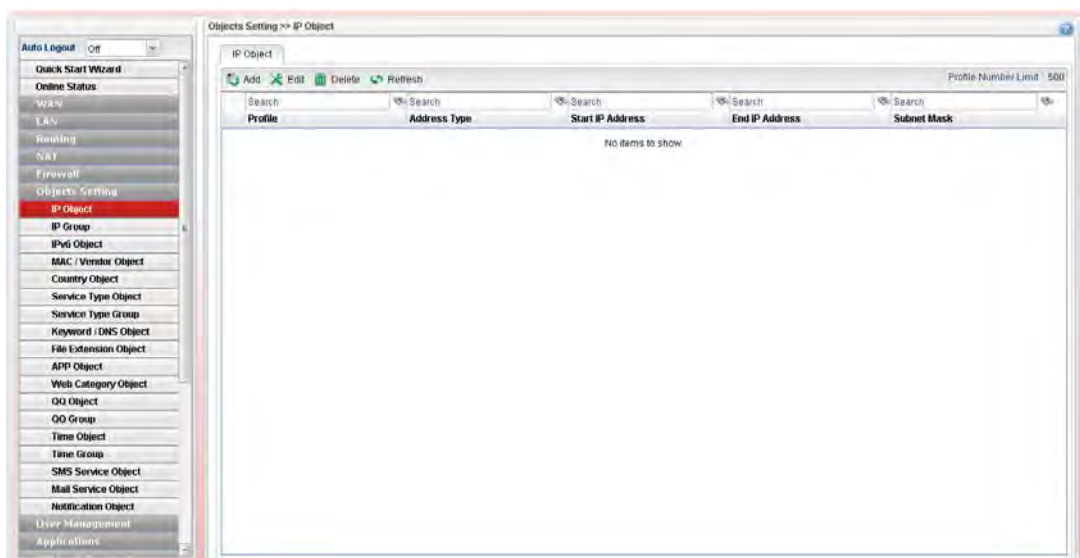 Objects Setting >> IP Object
Auto Logout Off
Quick Start Wizard
Online Status
WAN
LAN
Routing
NAT
Firewall
Objects Setting
IP Object
IP Group
IPv6 Object
MAC / Vendor Object
Country Object
Service Type Object
Service Type Group
Keyword / DNS Object
File Extension Object
APP Object
Web Category Object
QQ Object
QQ Group
Time Object
Time Group
SMS Service Object
Mail Service Object
Notification Object
User Management
Applications
IP Object
Add Edit Delete Refresh Profile Number Limit : 500
Search Search Search Search Search
Profile Address Type Start IP Address End IP Address Subnet Mask
No items to show.